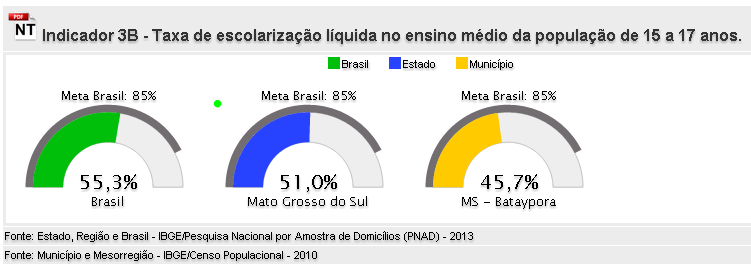 PDF
NT
Indicador 3B - Taxa de escolarização líquida no ensino médio da população de 15 a 17 anos.
Brasil Estado Município
Meta Brasil: 85% Meta Brasil: 85% Meta Brasil: 85%
55,3% 51,0% 45,7%
Brasil Mato Grosso do Sul MS - Bataypora
Fonte: Estado, Região e Brasil - IBGE/Pesquisa Nacional por Amostra de Domicílios (PNAD) - 2013
Fonte: Município e Mesorregião - IBGE/Censo Populacional - 2010